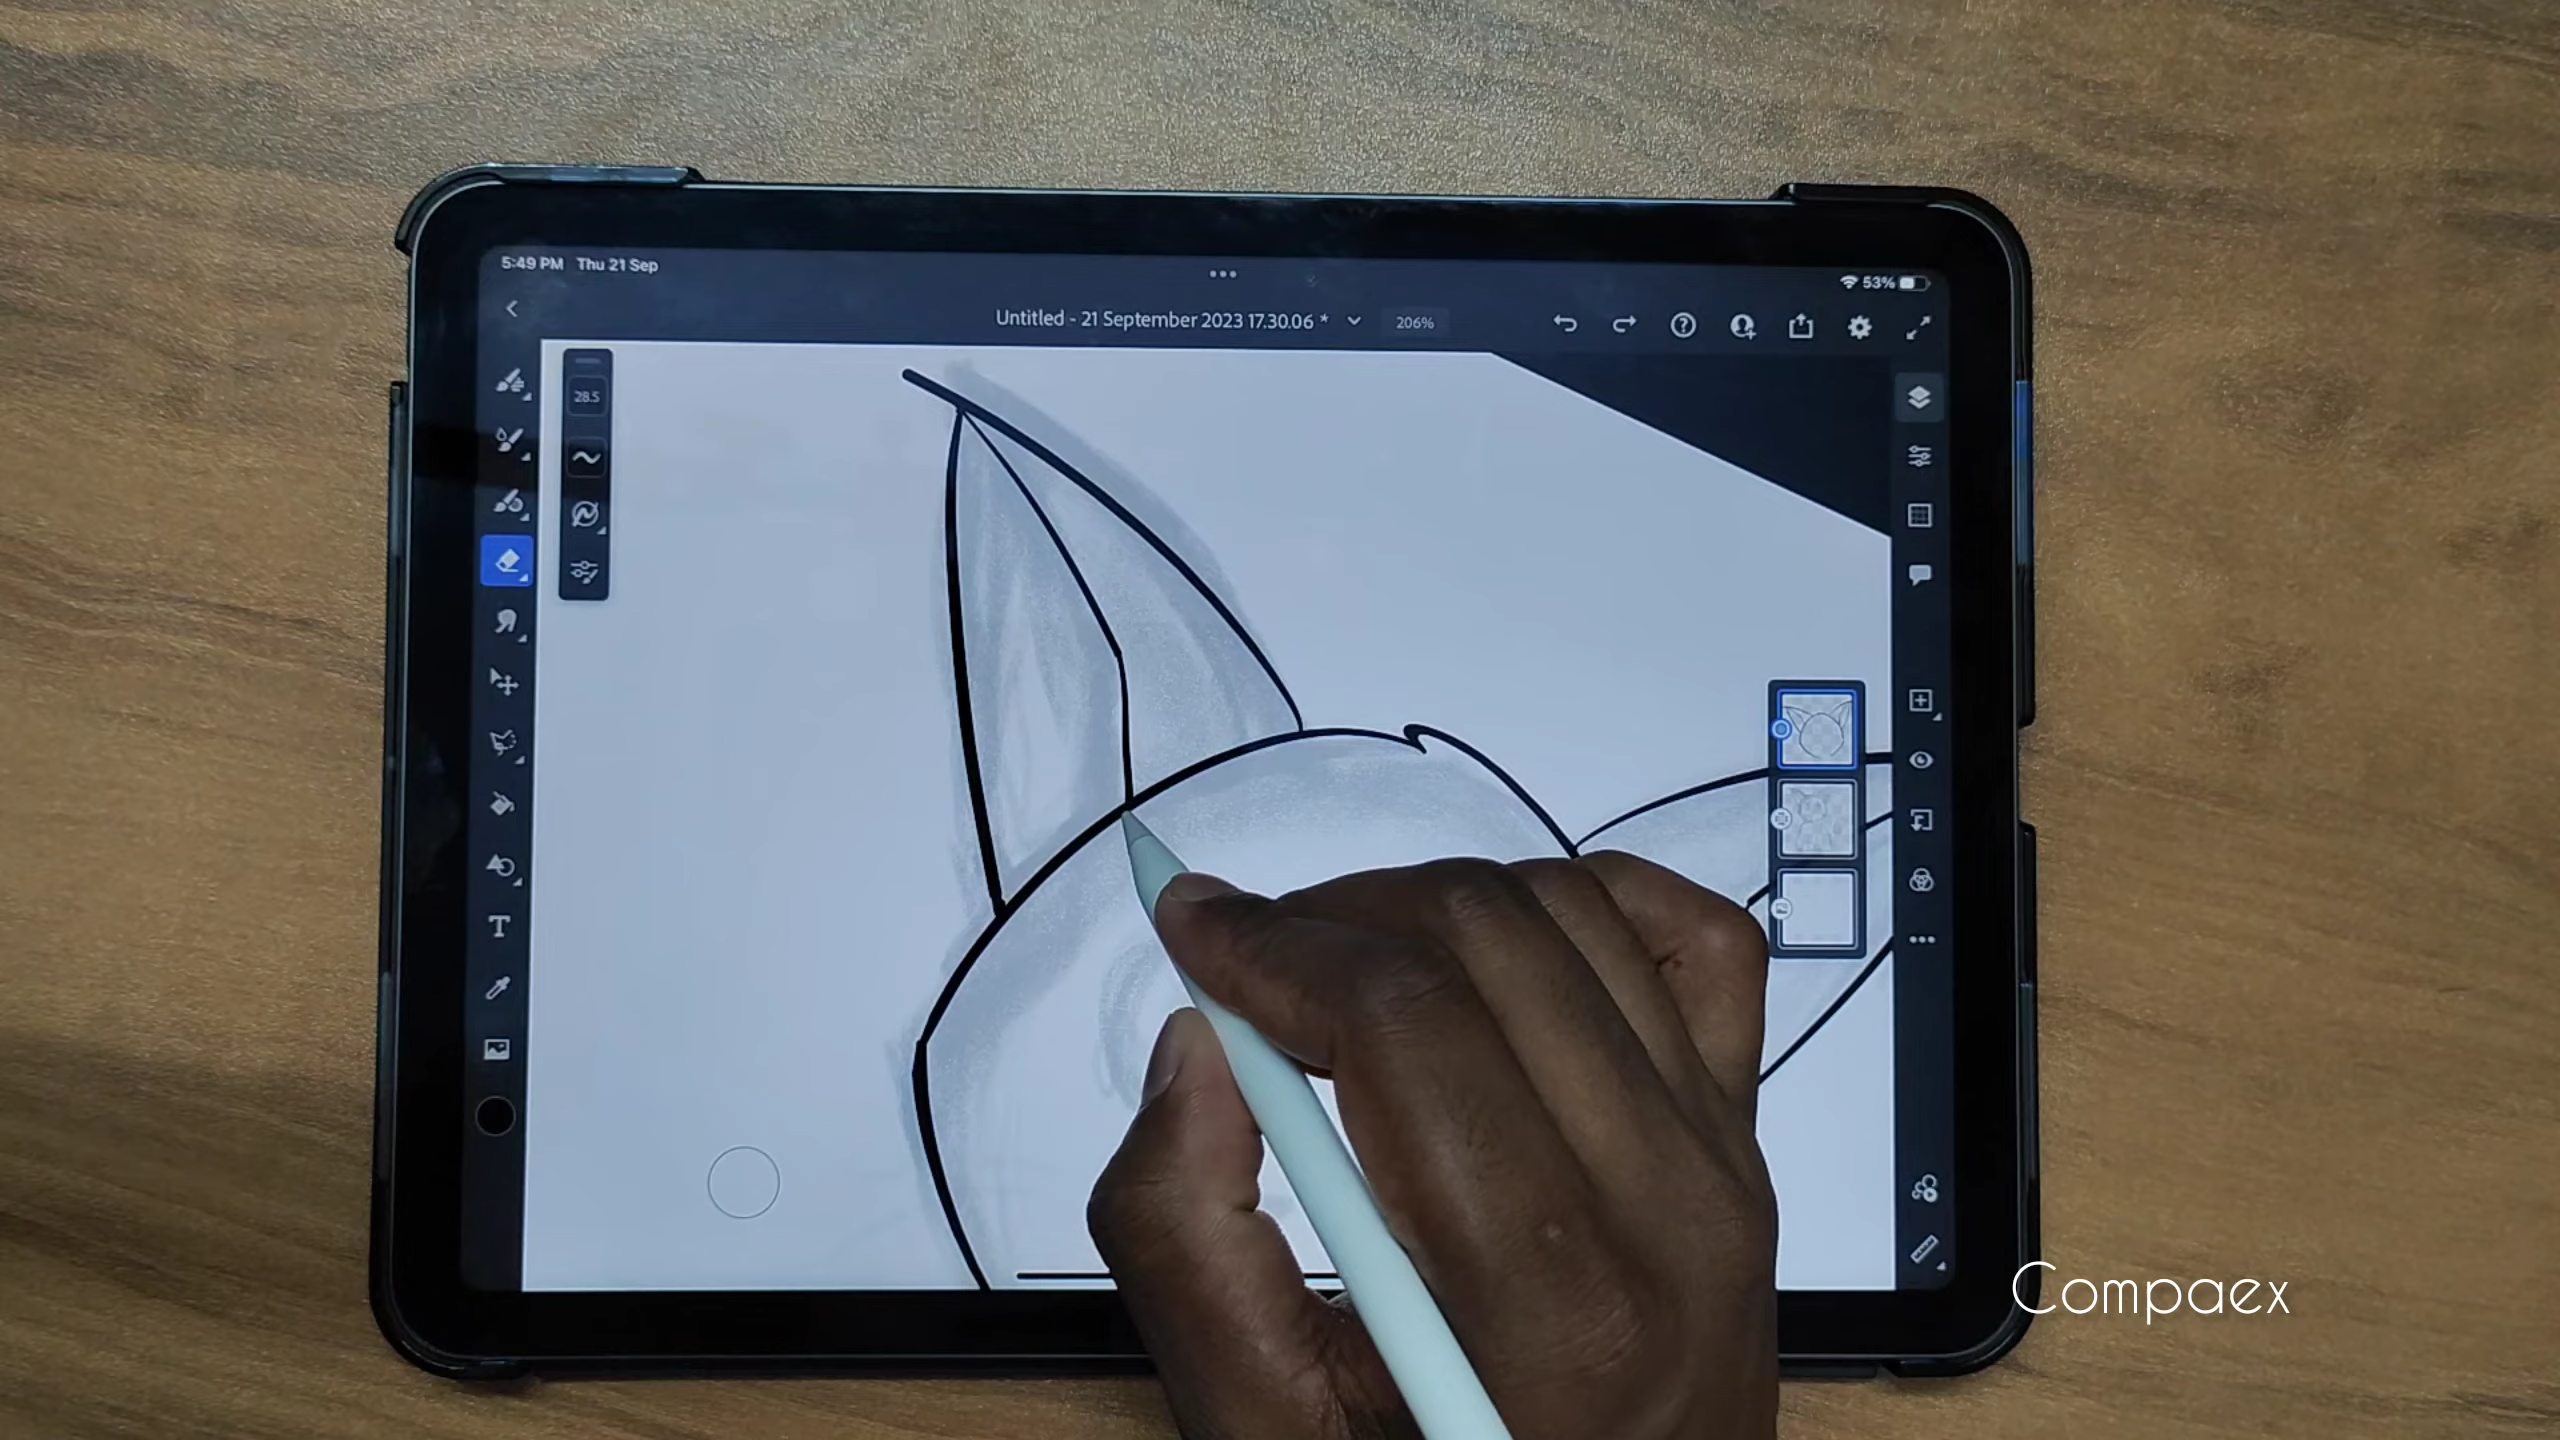 5:49 PM Thu 21 Sep
53%
Untitled - 21 September 2023 17.30.06 *
206%
28.5
T
Compaex